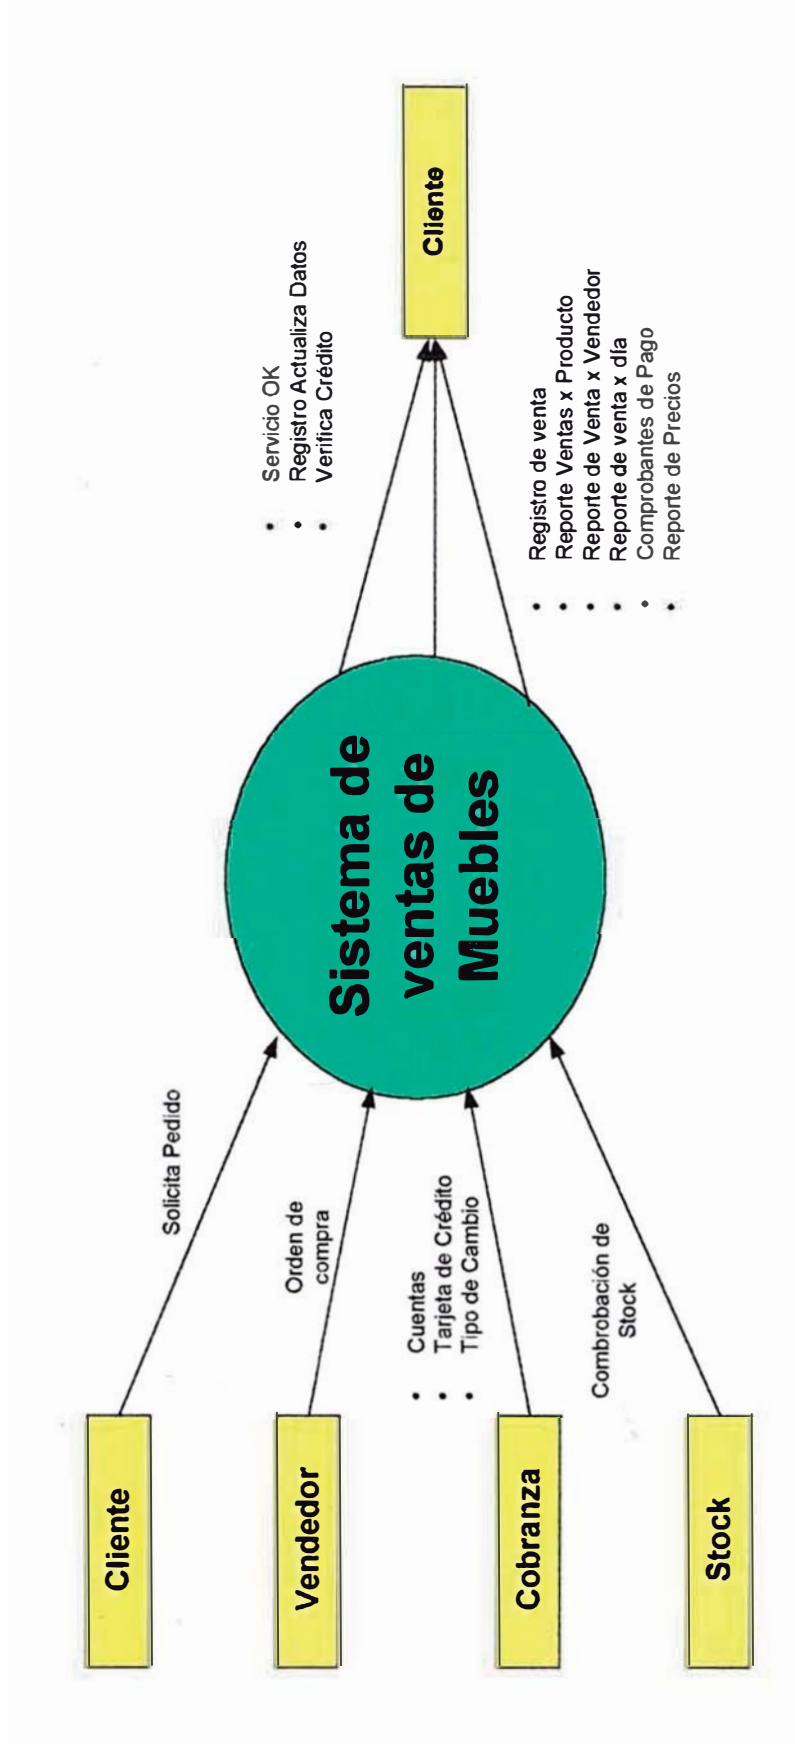 Cliente
Solicita Pedido
Vendedor
Orden de
compra
Cobranza
• Cuentas
• Tarjeta de Crédito
• Tipo de Cambio
Stock
Combrobación de
Stock
Sistema de
ventas de
Muebles
• Servicio OK
• Registro Actualiza Datos
• Verifica Crédito
Cliente
• Registro de venta
• Reporte Ventas x Producto
• Reporte de Venta x Vendedor
• Reporte de venta x día
• Comprobantes de Pago
• Reporte de Precios